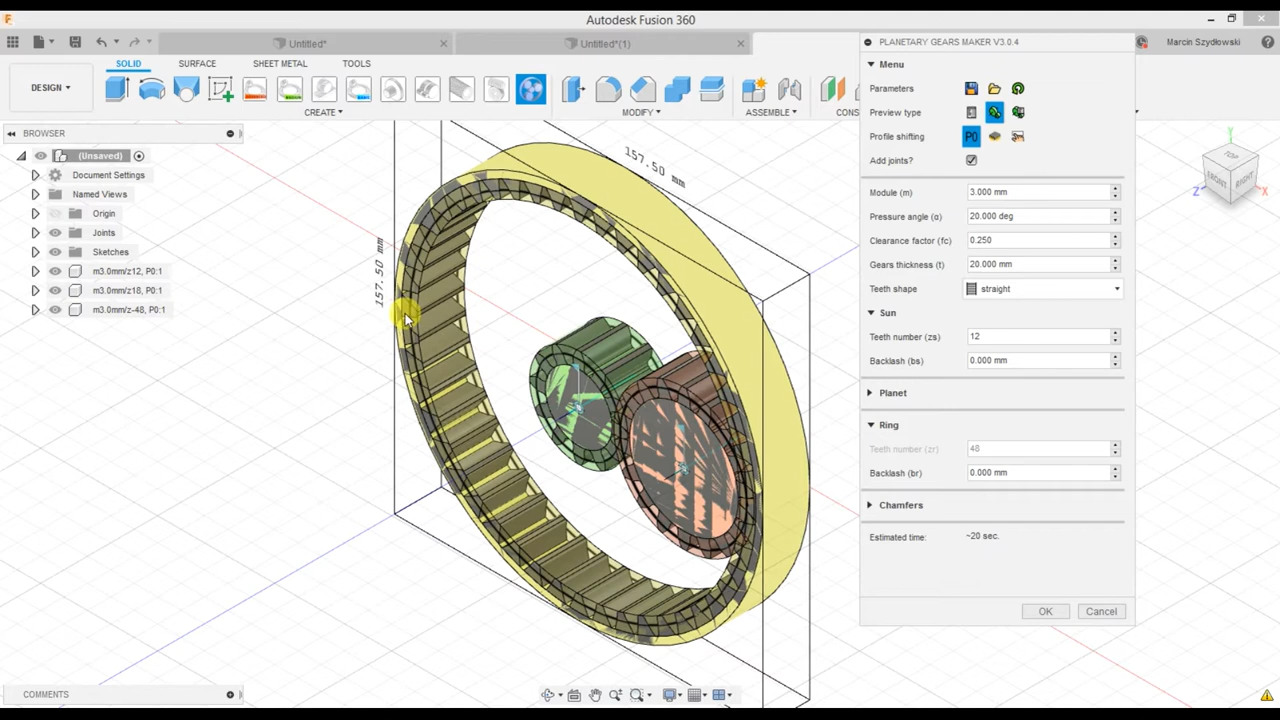 Autodesk Fusion 360
Untitled*
Untitled*(1)
PLANETARY GEARS MAKER V3.0.4
Marcin Szydłowski
SOLID
SURFACE
SHEET METAL
TOOLS
DESIGN
CREATE
MODIFY
ASSEMBLE
CONS
BROWSER
(Unsaved)
Document Settings
Named Views
Origin
Joints
Sketches
m3.0mm/z12, P0:1
m3.0mm/z18, P0:1
m3.0mm/z-48, P0:1
157.50 mm
157.50 mm
TOP
FRONT
RIGHT
Y
Z
X
Menu
Parameters
Preview type
Profile shifting
P0
Add joints?
Module (m)
3.000 mm
Pressure angle (α)
20.000 deg
Clearance factor (fc)
0.250
Gears thickness (t)
20.000 mm
Teeth shape
straight
Sun
Teeth number (zs)
12
Backlash (bs)
0.000 mm
Planet
Ring
Teeth number (zr)
48
Backlash (br)
0.000 mm
Chamfers
Estimated time:
~20 sec.
OK
Cancel
COMMENTS